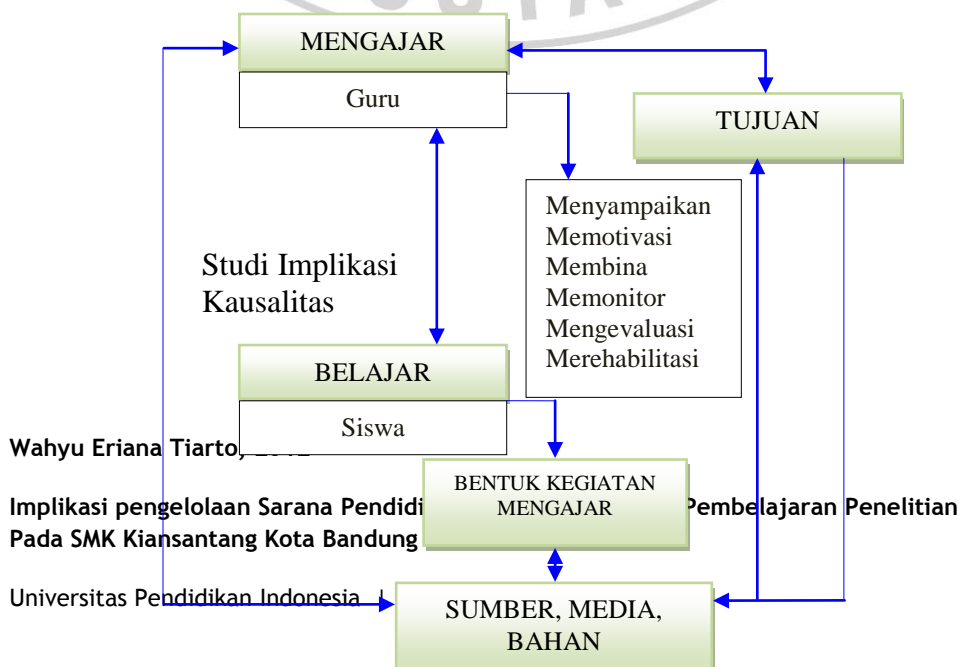 MENGAJAR
Guru
TUJUAN
Menyampaikan
Memotivasi
Membina
Memonitor
Mengevaluasi
Merehabilitasi
Studi Implikasi
Kausalitas
BELAJAR
Siswa
Wahyu Eriana Tiarto,
BENTUK KEGIATAN
MENGAJAR
Implikasi pengelolaan Sarana Pembelajaran Penelitian
Pada SMK Kiansantang Kota Bandung
Universitas Pendidikan Indonesia
SUMBER, MEDIA,
BAHAN